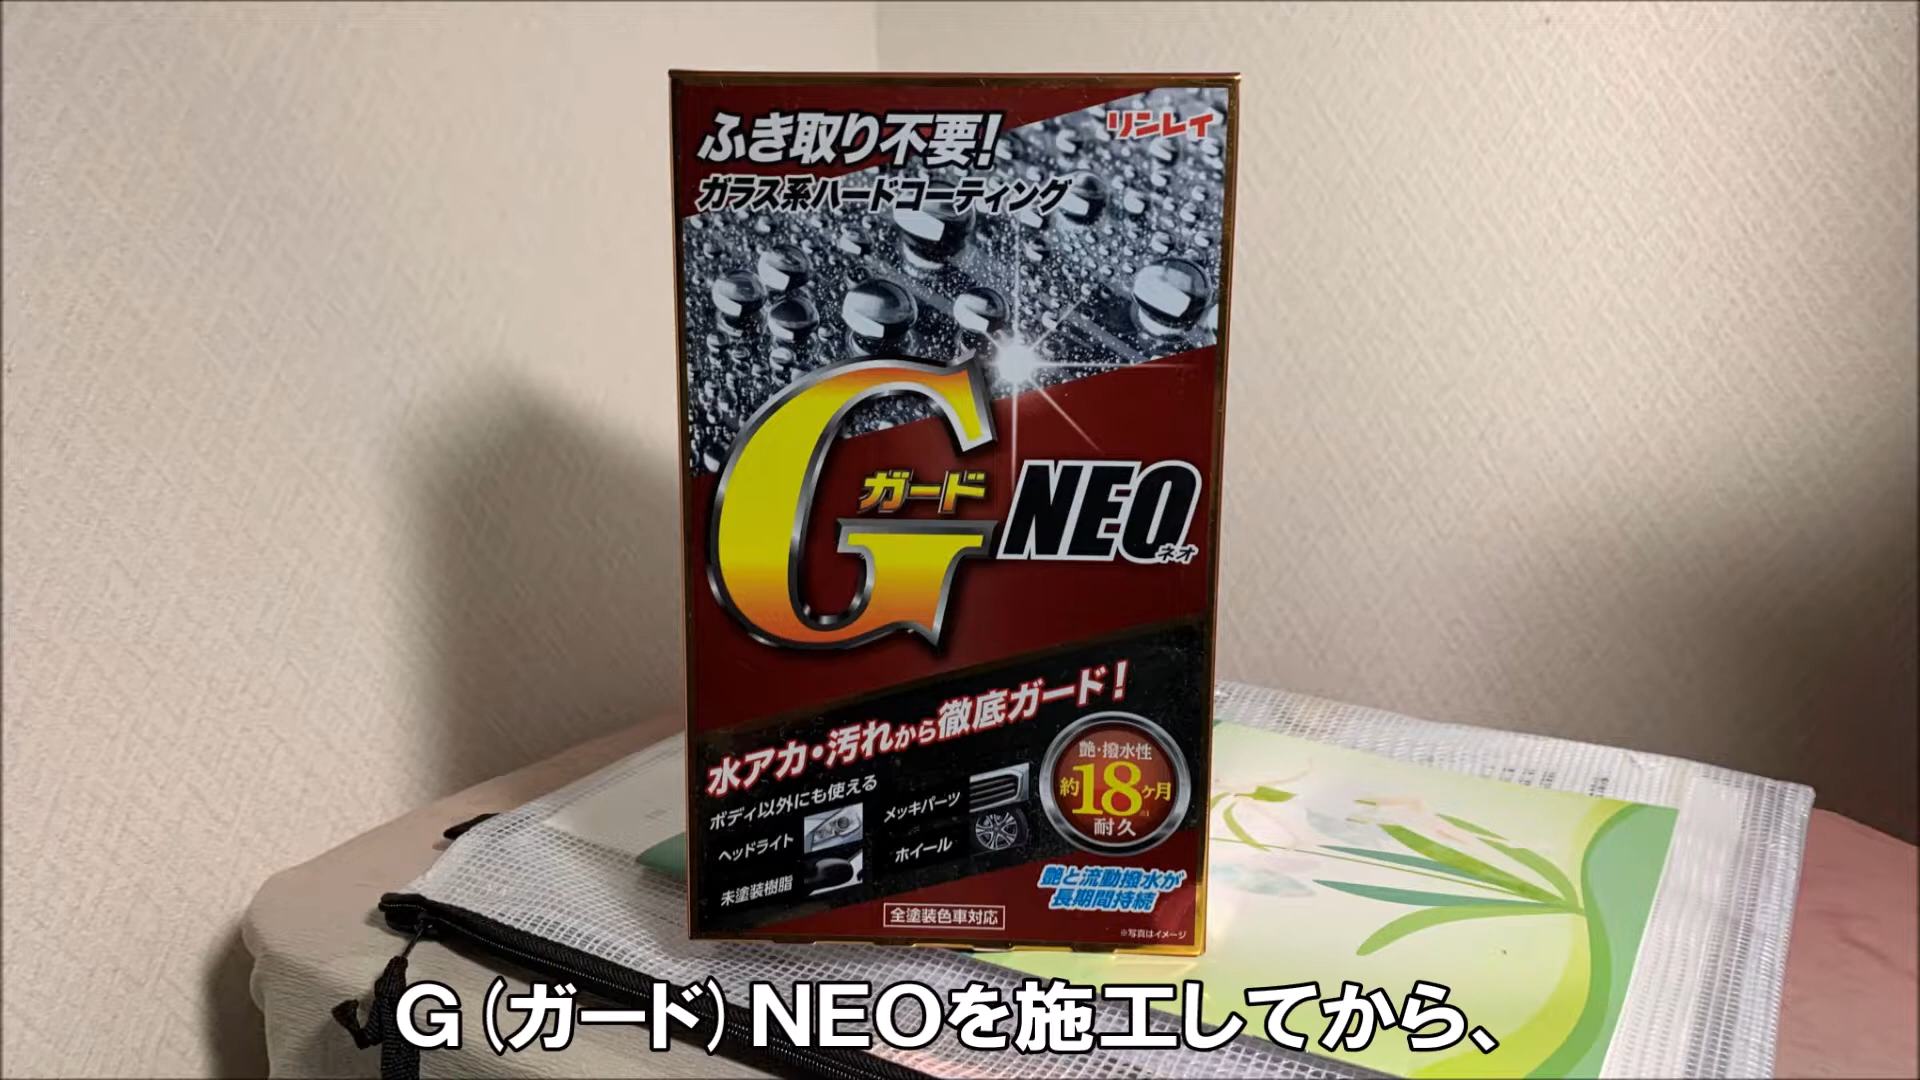 ふき取り不要!
リンレイ
ガラス系ハードコーティング
G
ガード
NEO
ネオ
水アカ・汚れから徹底ガード!
ボディ以外にも使える
ヘッドライト
メッキパーツ
未塗装樹脂
ホイール
艶・撥水性
約18ヶ月
耐久
艶と流動撥水が
長期間持続
全塗装色車対応
※写真はイメージ
G(ガード)NEOを施工してから、